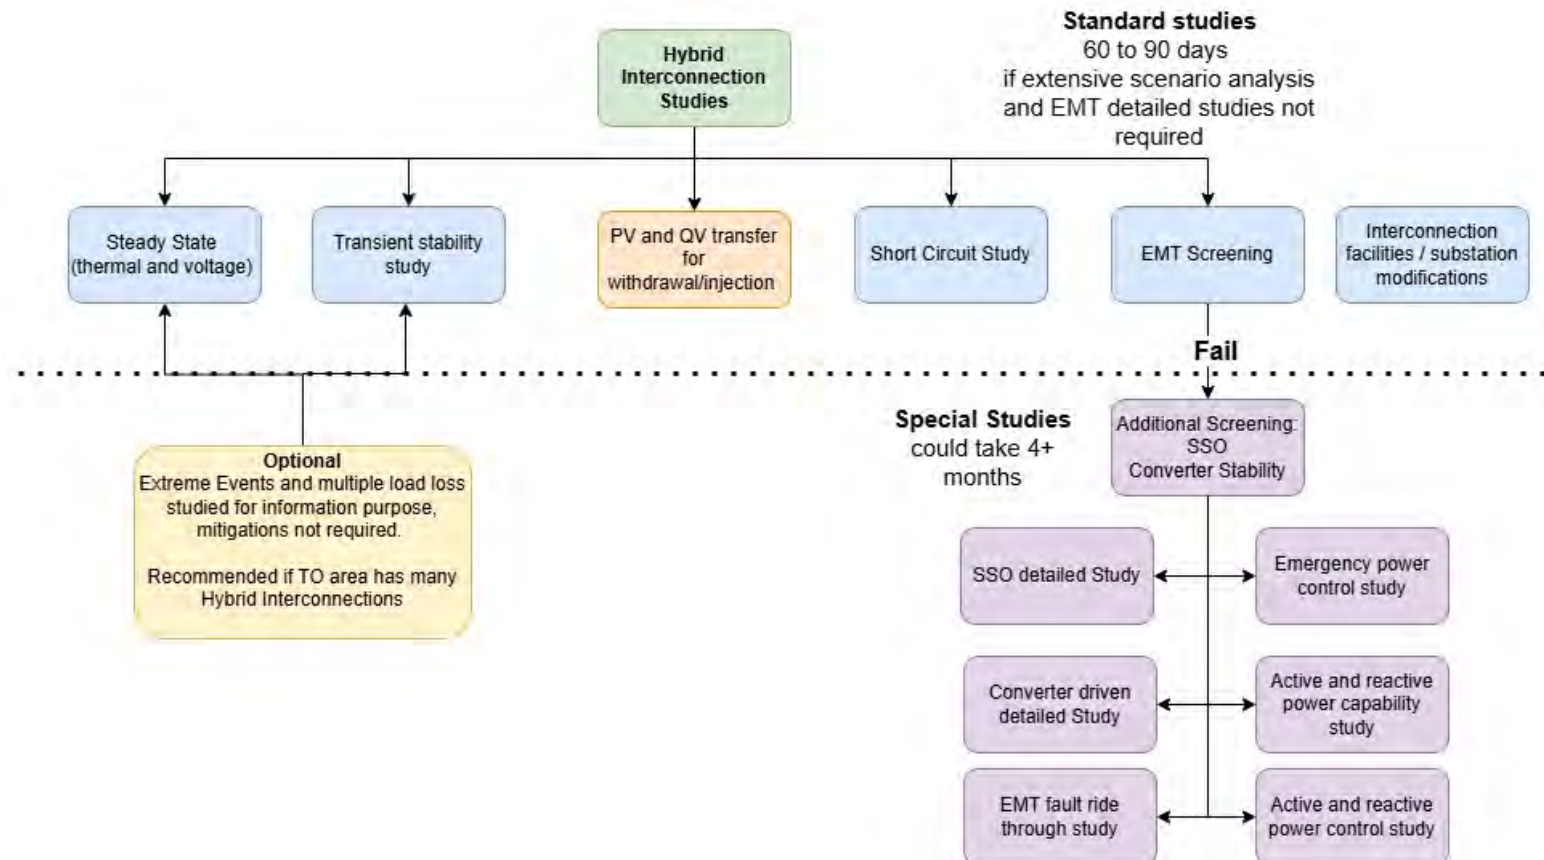 Hybrid
Interconnection
Studies
Standard studies
60 to 90 days
if extensive scenario analysis
and EMT detailed studies not
required
Steady State
(thermal and voltage)
Transient stability
study
PV and QV transfer
for
withdrawal/injection
Short Circuit Study
EMT Screening
Interconnection
facilities / substation
modifications
Fail
Optional
Extreme Events and multiple load loss
studied for information purpose,
mitigations not required.
Recommended if TO area has many
Hybrid Interconnections
Special Studies
could take 4+
months
Additional Screening:
SSO
Converter Stability
SSO detailed Study
Emergency power
control study
Converter driven
detailed Study
Active and reactive
power capability
study
EMT fault ride
through study
Active and reactive
power control study